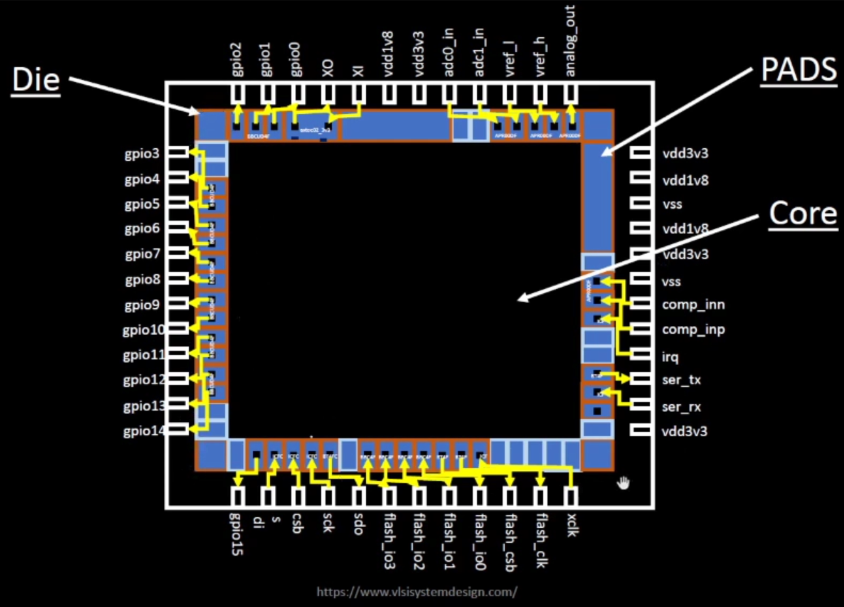 gpio2
gpio1
gpio0
XO
XI
vdd1v8
vdd3v3
adc0_in
adc1_in
vref_l
vref_h
analog_out
Die
PADS
Core
gpio3
gpio4
gpio5
gpio6
gpio7
gpio8
gpio9
gpio10
gpio11
gpio12
gpio13
gpio14
vdd3v3
vdd1v8
vss
vdd1v8
vdd3v3
vss
comp_inn
comp_inp
irq
ser_tx
ser_rx
vdd3v3
gpio15
di
s
csb
sck
sdo
flash_io3
flash_io2
flash_io1
flash_io0
flash_csb
flash_clk
xclk
https://www.vlsisystemdesign.com/